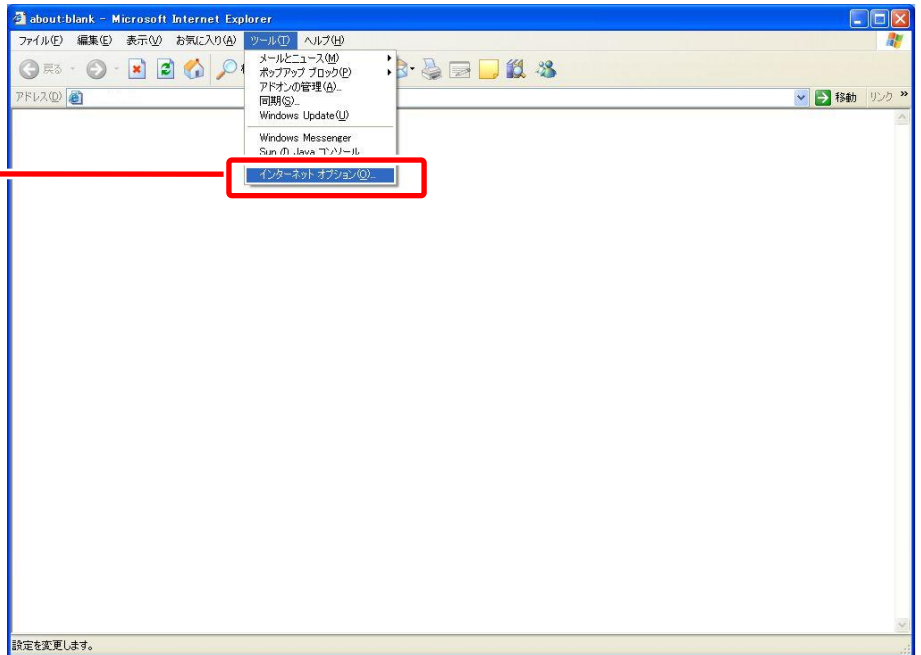 about:blank - Microsoft Internet Explorer
ファイル(F) 編集(E) 表示(V) お気に入り(A) ツール(T) ヘルプ(H)
戻る
メールとニュース(M)
ポップアップ ブロック(P)
アドオンの管理(A)...
同期(S)...
Windows Update(U)
Windows Messenger
Sun の Java コンソール
インターネット オプション(O)...
アドレス(D) 移動 リンク »
設定を変更します。